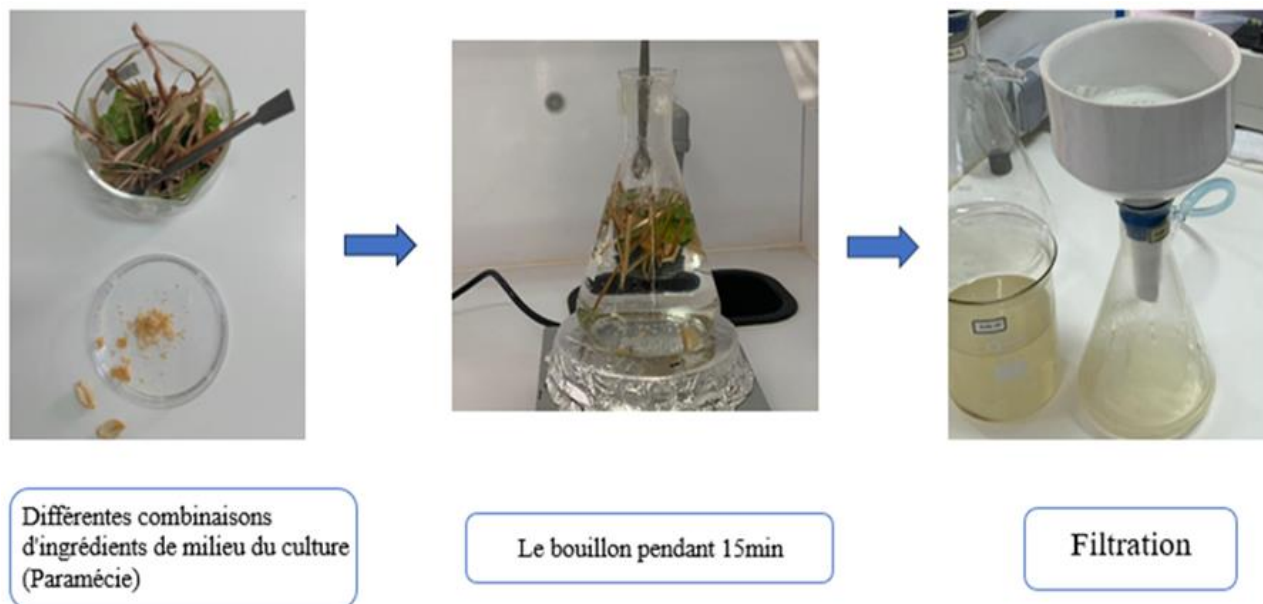 Différentes combinaisons
d'ingrédients de milieu du culture
(Paramécie)
Le bouillon pendant 15min
Filtration